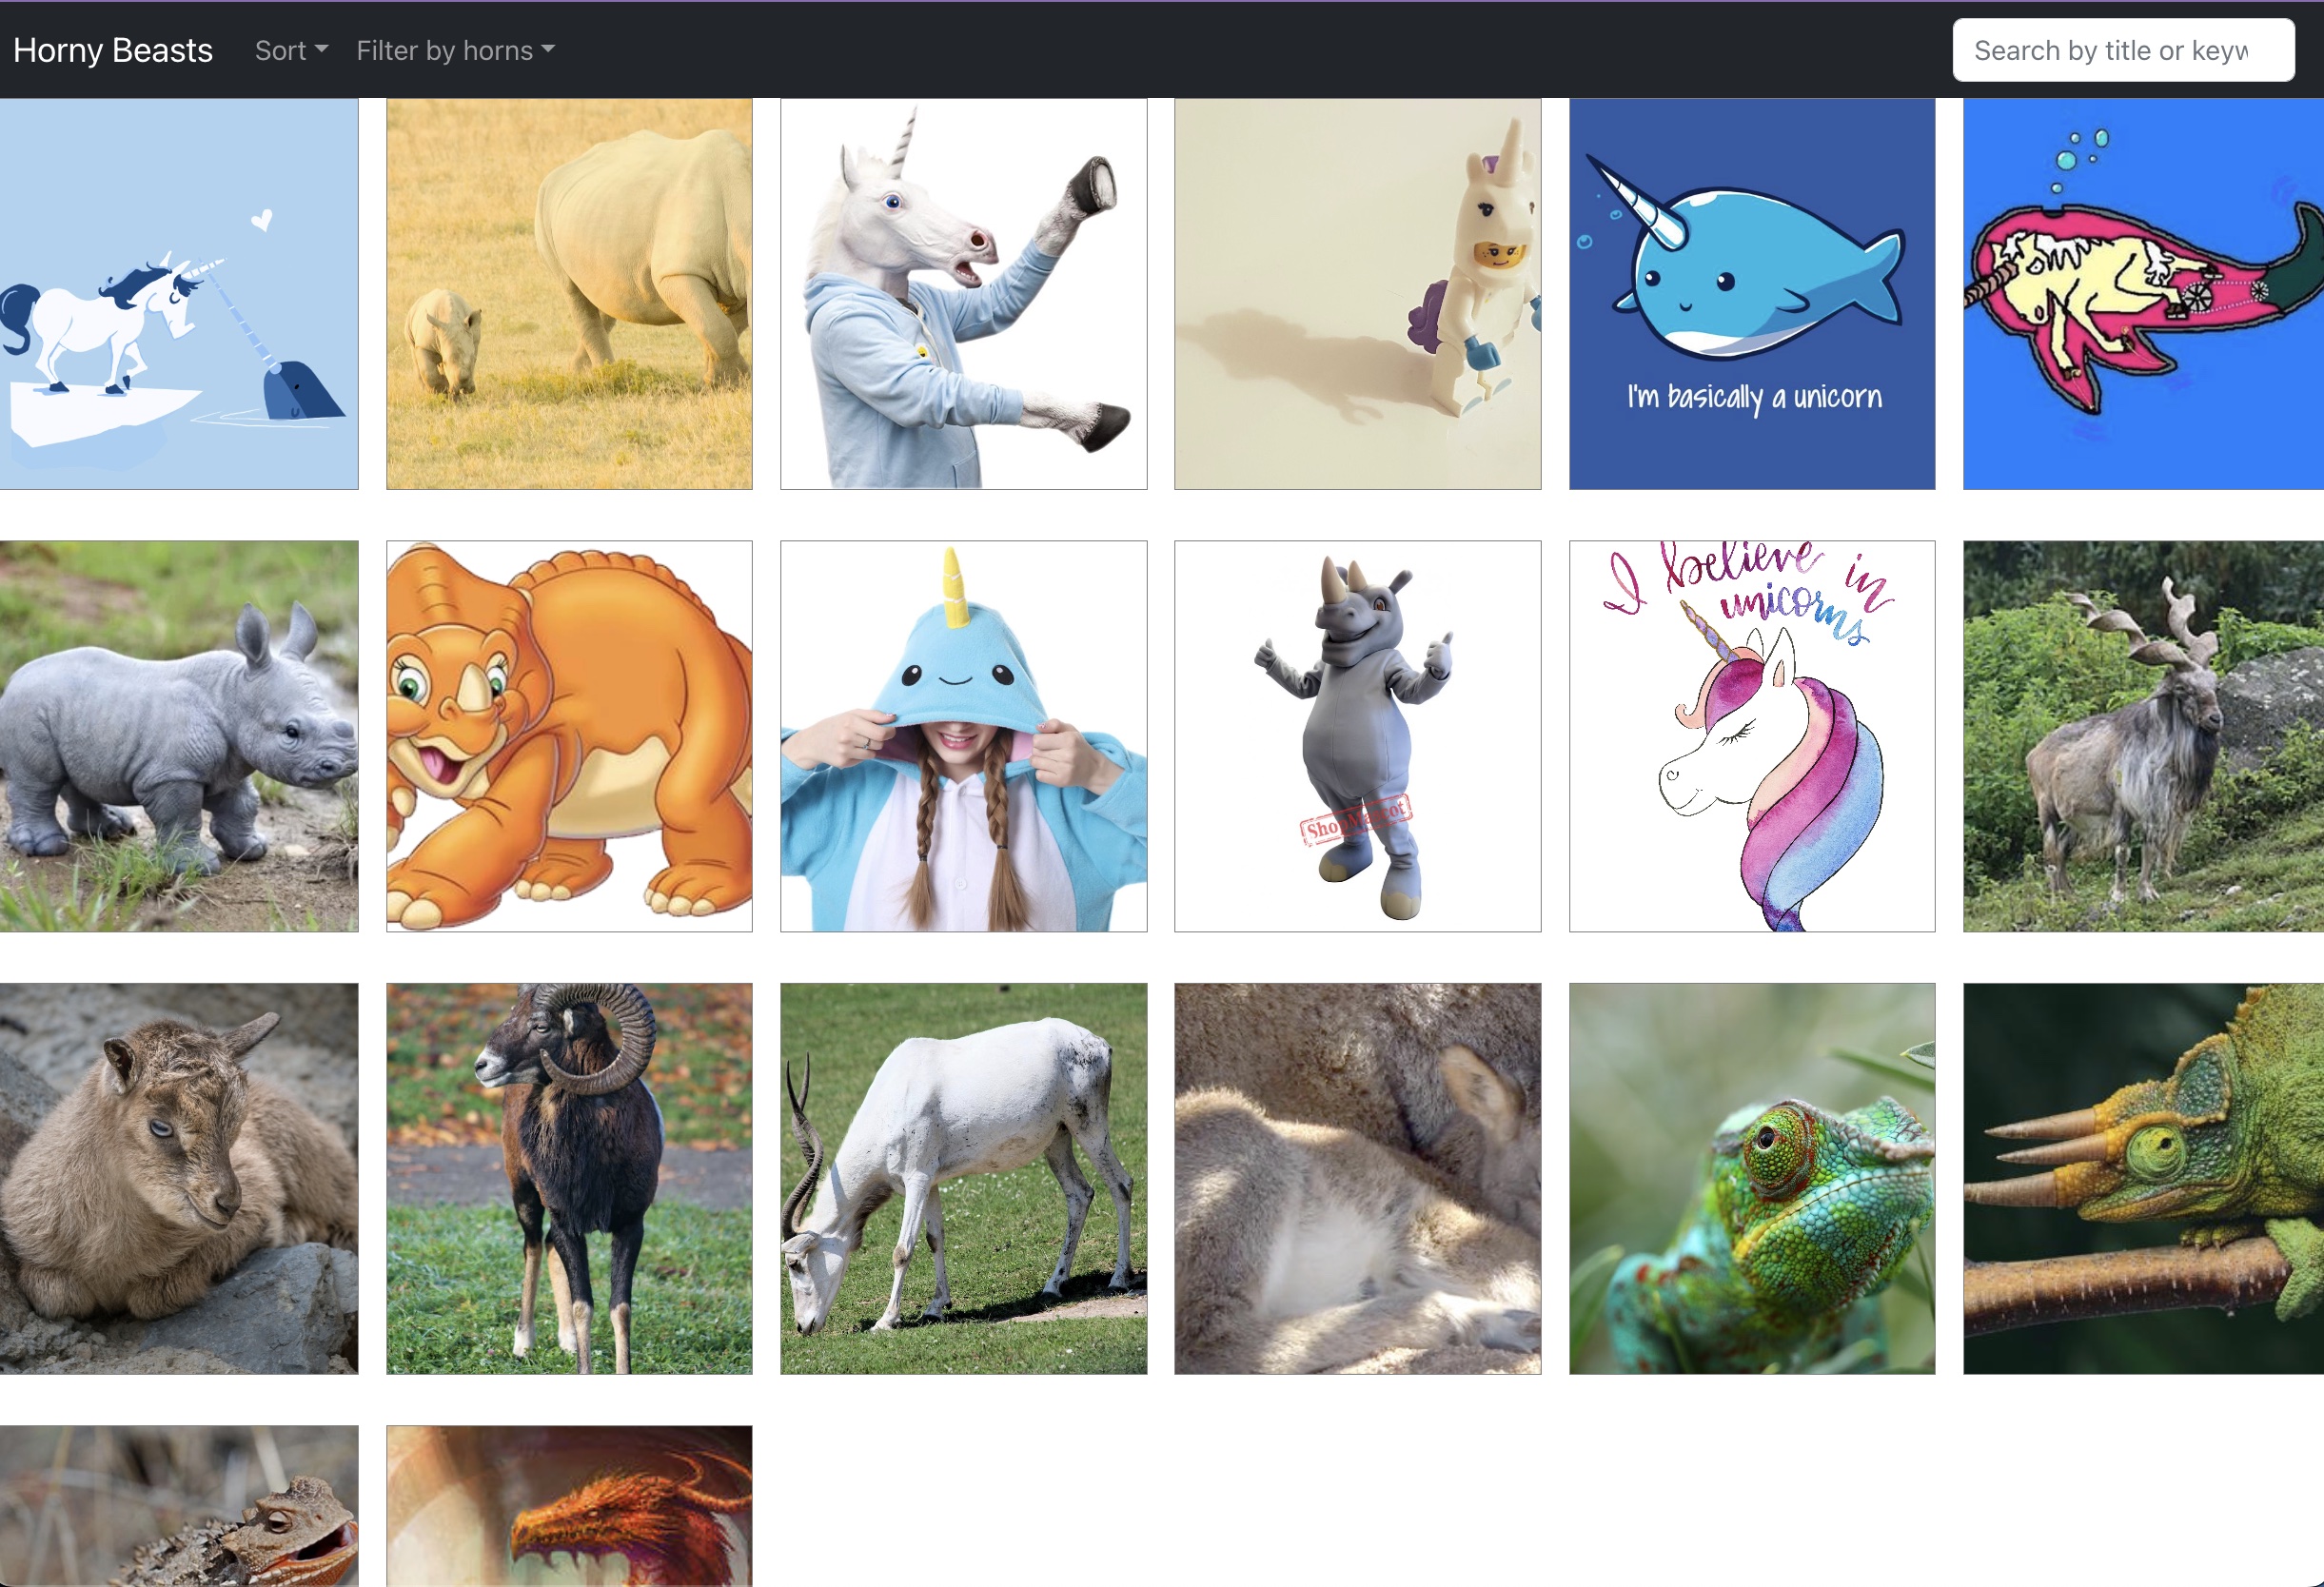 Horny Beasts
Sort
Filter by horns
Search by title or keyw
I'm basically a unicorn
I believe in
unicorns
ShopMascot